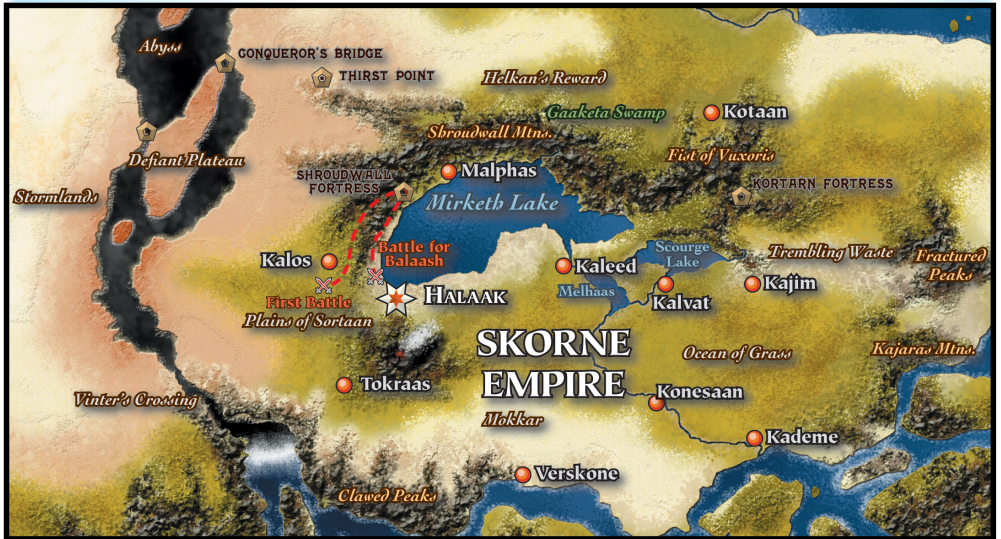 Abyss
CONQUEROR'S BRIDGE
THIRST POINT
Helkan's Reward
Gaaketa Swamp
Kotaan
Shroudwall Mtns.
Defiant Plateau
Fist of Vuxoris
SHROUDWALL
FORTRESS
Malphas
KORTARN FORTRESS
Stormlands
Mirketh Lake
Battle for
Balaash
Scourge
Lake
Trembling Waste
Fractured
Peaks
Kalos
Kaleed
First Battle
HALAAK
Melhaas
Kalvat
Kajim
Plains of Sortaan
SKORNE
EMPIRE
Ocean of Grass
Kajaras Mtns.
Tokraas
Vinter's Crossing
Konesaan
Mokkar
Kademe
Verskone
Clawed Peaks